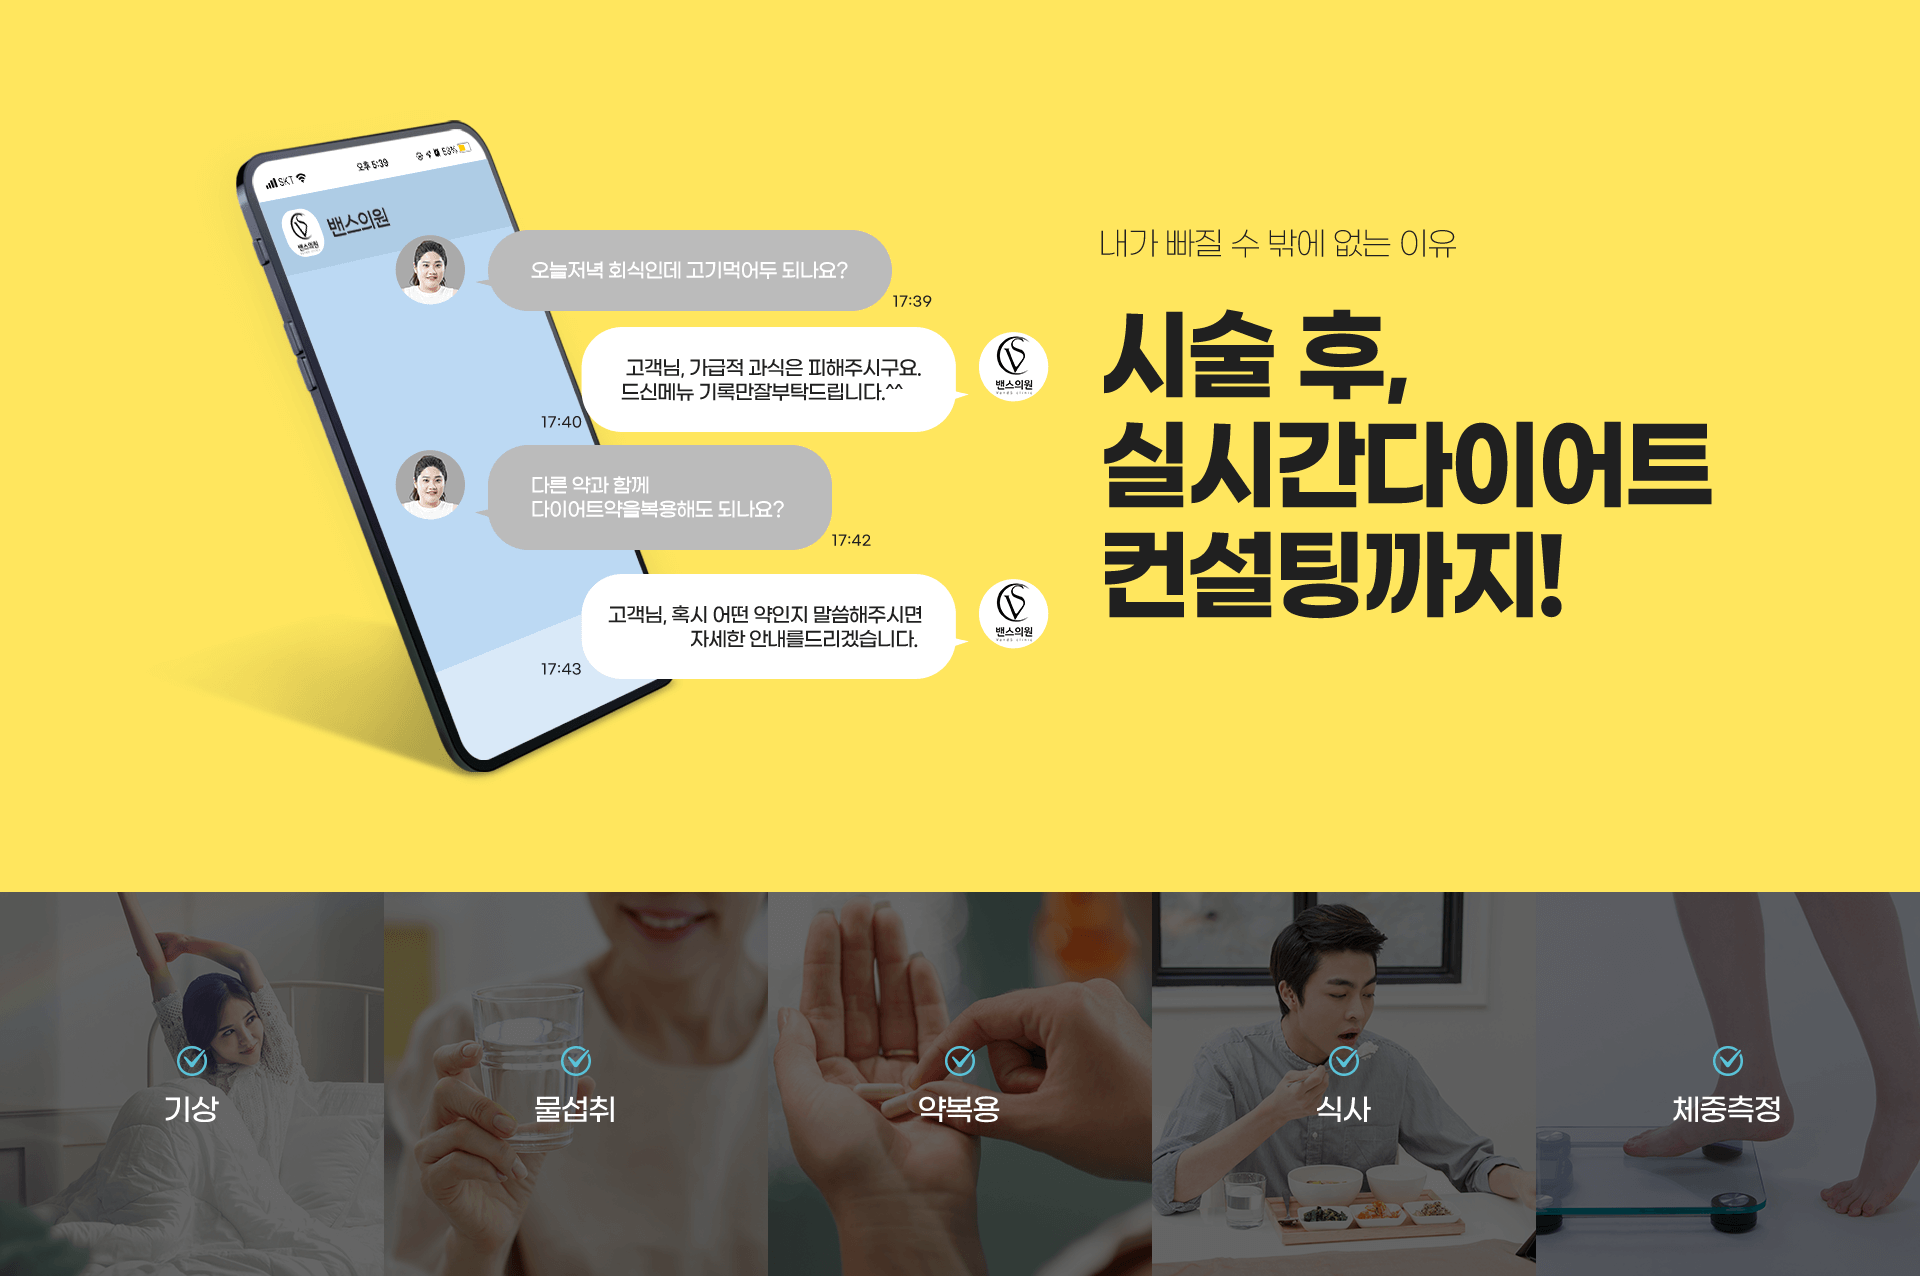 SKT 오후 5:39 53%
밴스의원
밴스의원
오늘저녁 회식인데 고기먹어두 되나요?
17:39
고객님, 가급적 과식은 피해주시구요.
드신메뉴 기록만잘부탁드립니다.^^
17:40
밴스의원
다른 약과 함께
다이어트약을복용해도 되나요?
17:42
고객님, 혹시 어떤 약인지 말씀해주시면
자세한 안내를드리겠습니다.
17:43
밴스의원
내가 빠질 수 밖에 없는 이유
시술 후,
실시간다이어트
컨설팅까지!
기상
물섭취
약복용
식사
체중측정